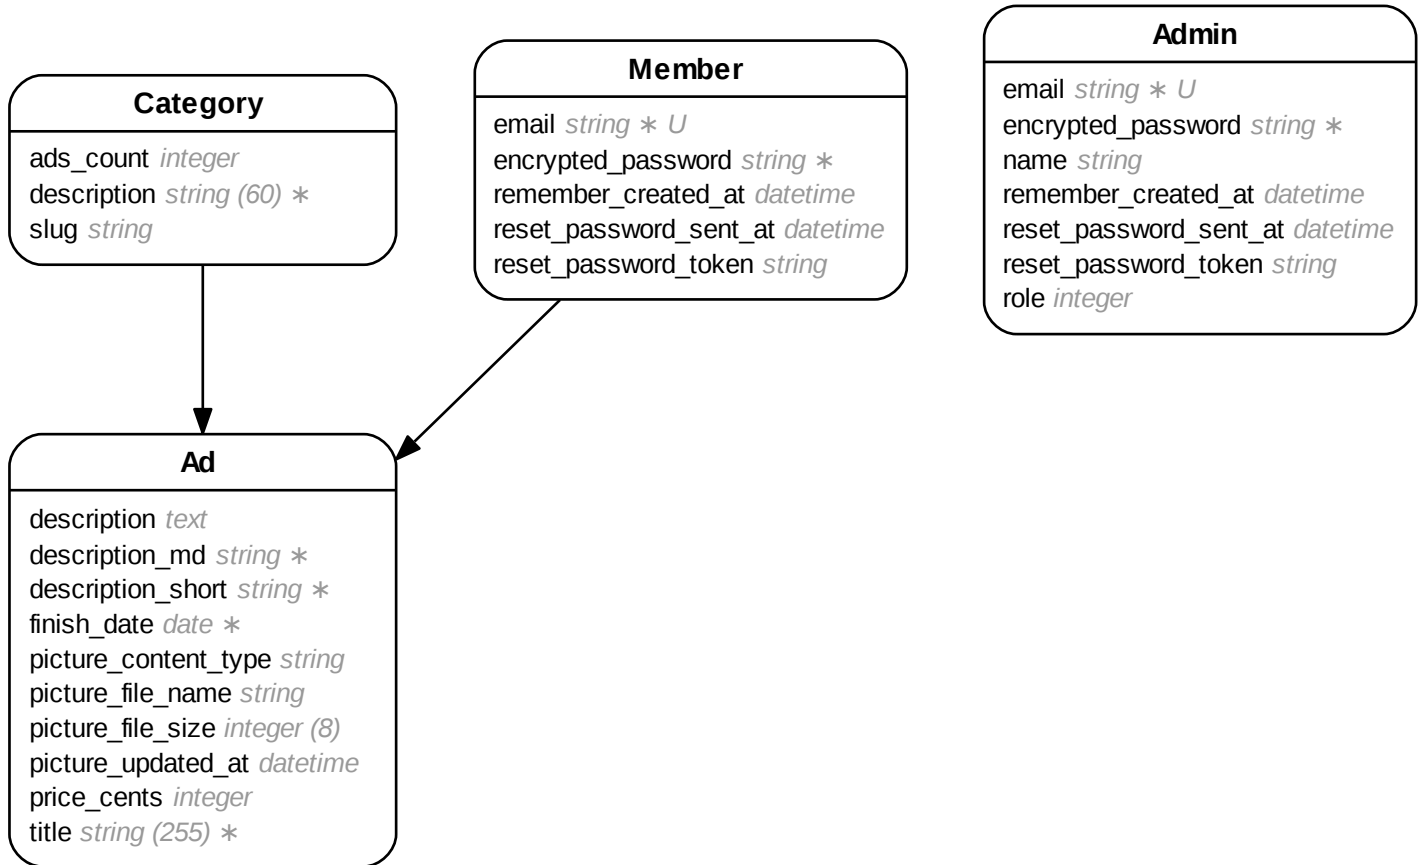 Category
ads_count integer
description string (60) ∗
slug string
Member
email string ∗ U
encrypted_password string ∗
remember_created_at datetime
reset_password_sent_at datetime
reset_password_token string
Admin
email string ∗ U
encrypted_password string ∗
name string
remember_created_at datetime
reset_password_sent_at datetime
reset_password_token string
role integer
Ad
description text
description_md string ∗
description_short string ∗
finish_date date ∗
picture_content_type string
picture_file_name string
picture_file_size integer (8)
picture_updated_at datetime
price_cents integer
title string (255) ∗